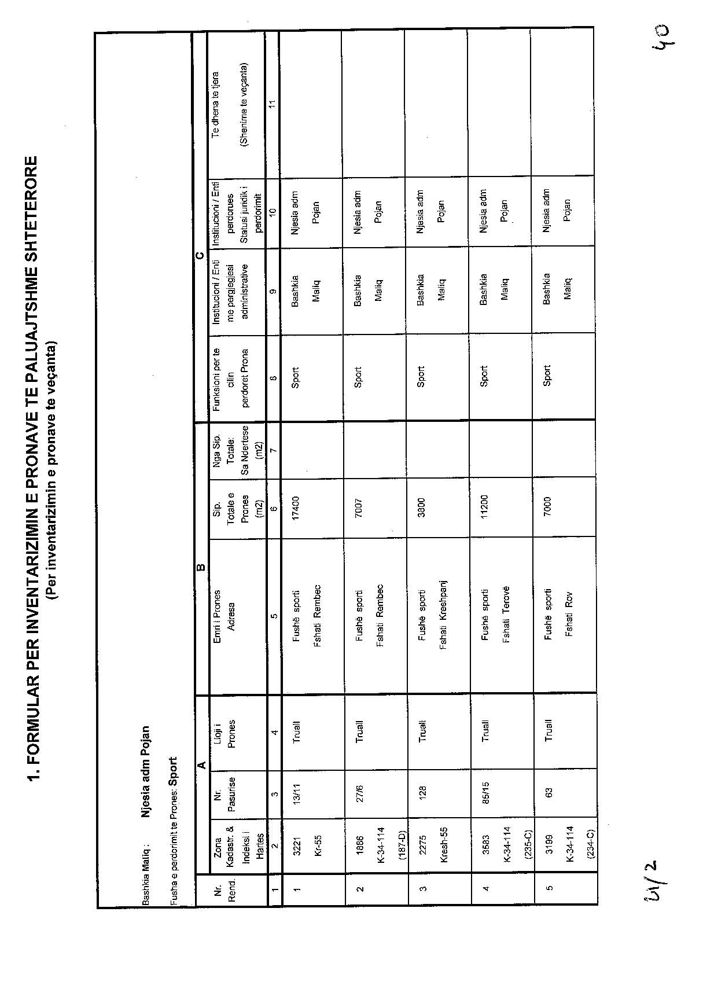 1. FORMULAR PER INVENTARIZIMIN E PRONAVE TE PALUAJTSHME SHTETERORE
(Per inventarizimin e pronave te veçanta)
Bashkia Maliq : Njesia adm Pojan
Fusha e perdorimit te Prones: Sport
A B C
Nr. Rend. | Zona Kadastr. & Indeksi i Hartes | Nr. Pasurise | Lloji i Prones | Emri i Prones Adresa | Sip. Totale e Prones (m2) | Nga Sip. Totale: Sa Ndertese (m2) | Funksioni per te cilin perdoret Prona | Institucioni / Enti me pergjegjesi administrative | Institucioni / Enti perdorues Statusi juridik i perdorimit | Te dhena te tjera (Shenime te veçanta)
1 2 3 4 5 6 7 8 9 10 11
1 3221 13/11 Truall Fushë sporti 17400 Sport Bashkia Njesia adm
Kr-55 Fshati Rembec Maliq Pojan
2 1886 27/6 Truall Fushë sporti 7007 Sport Bashkia Njesia adm
K-34-114 Fshati Rembec Maliq Pojan
(187-D)
3 2275 128 Truall Fushë sporti 3800 Sport Bashkia Njesia adm
Kresh-55 Fshati Kreshpanj Maliq Pojan
4 3583 85/15 Truall Fushë sporti 11200 Sport Bashkia Njesia adm
K-34-114 Fshati Terovë Maliq Pojan
(235-C)
5 3199 63 Truall Fushë sporti 7000 Sport Bashkia Njesia adm
K-34-114 Fshati Rov Maliq Pojan
(234-C)
40